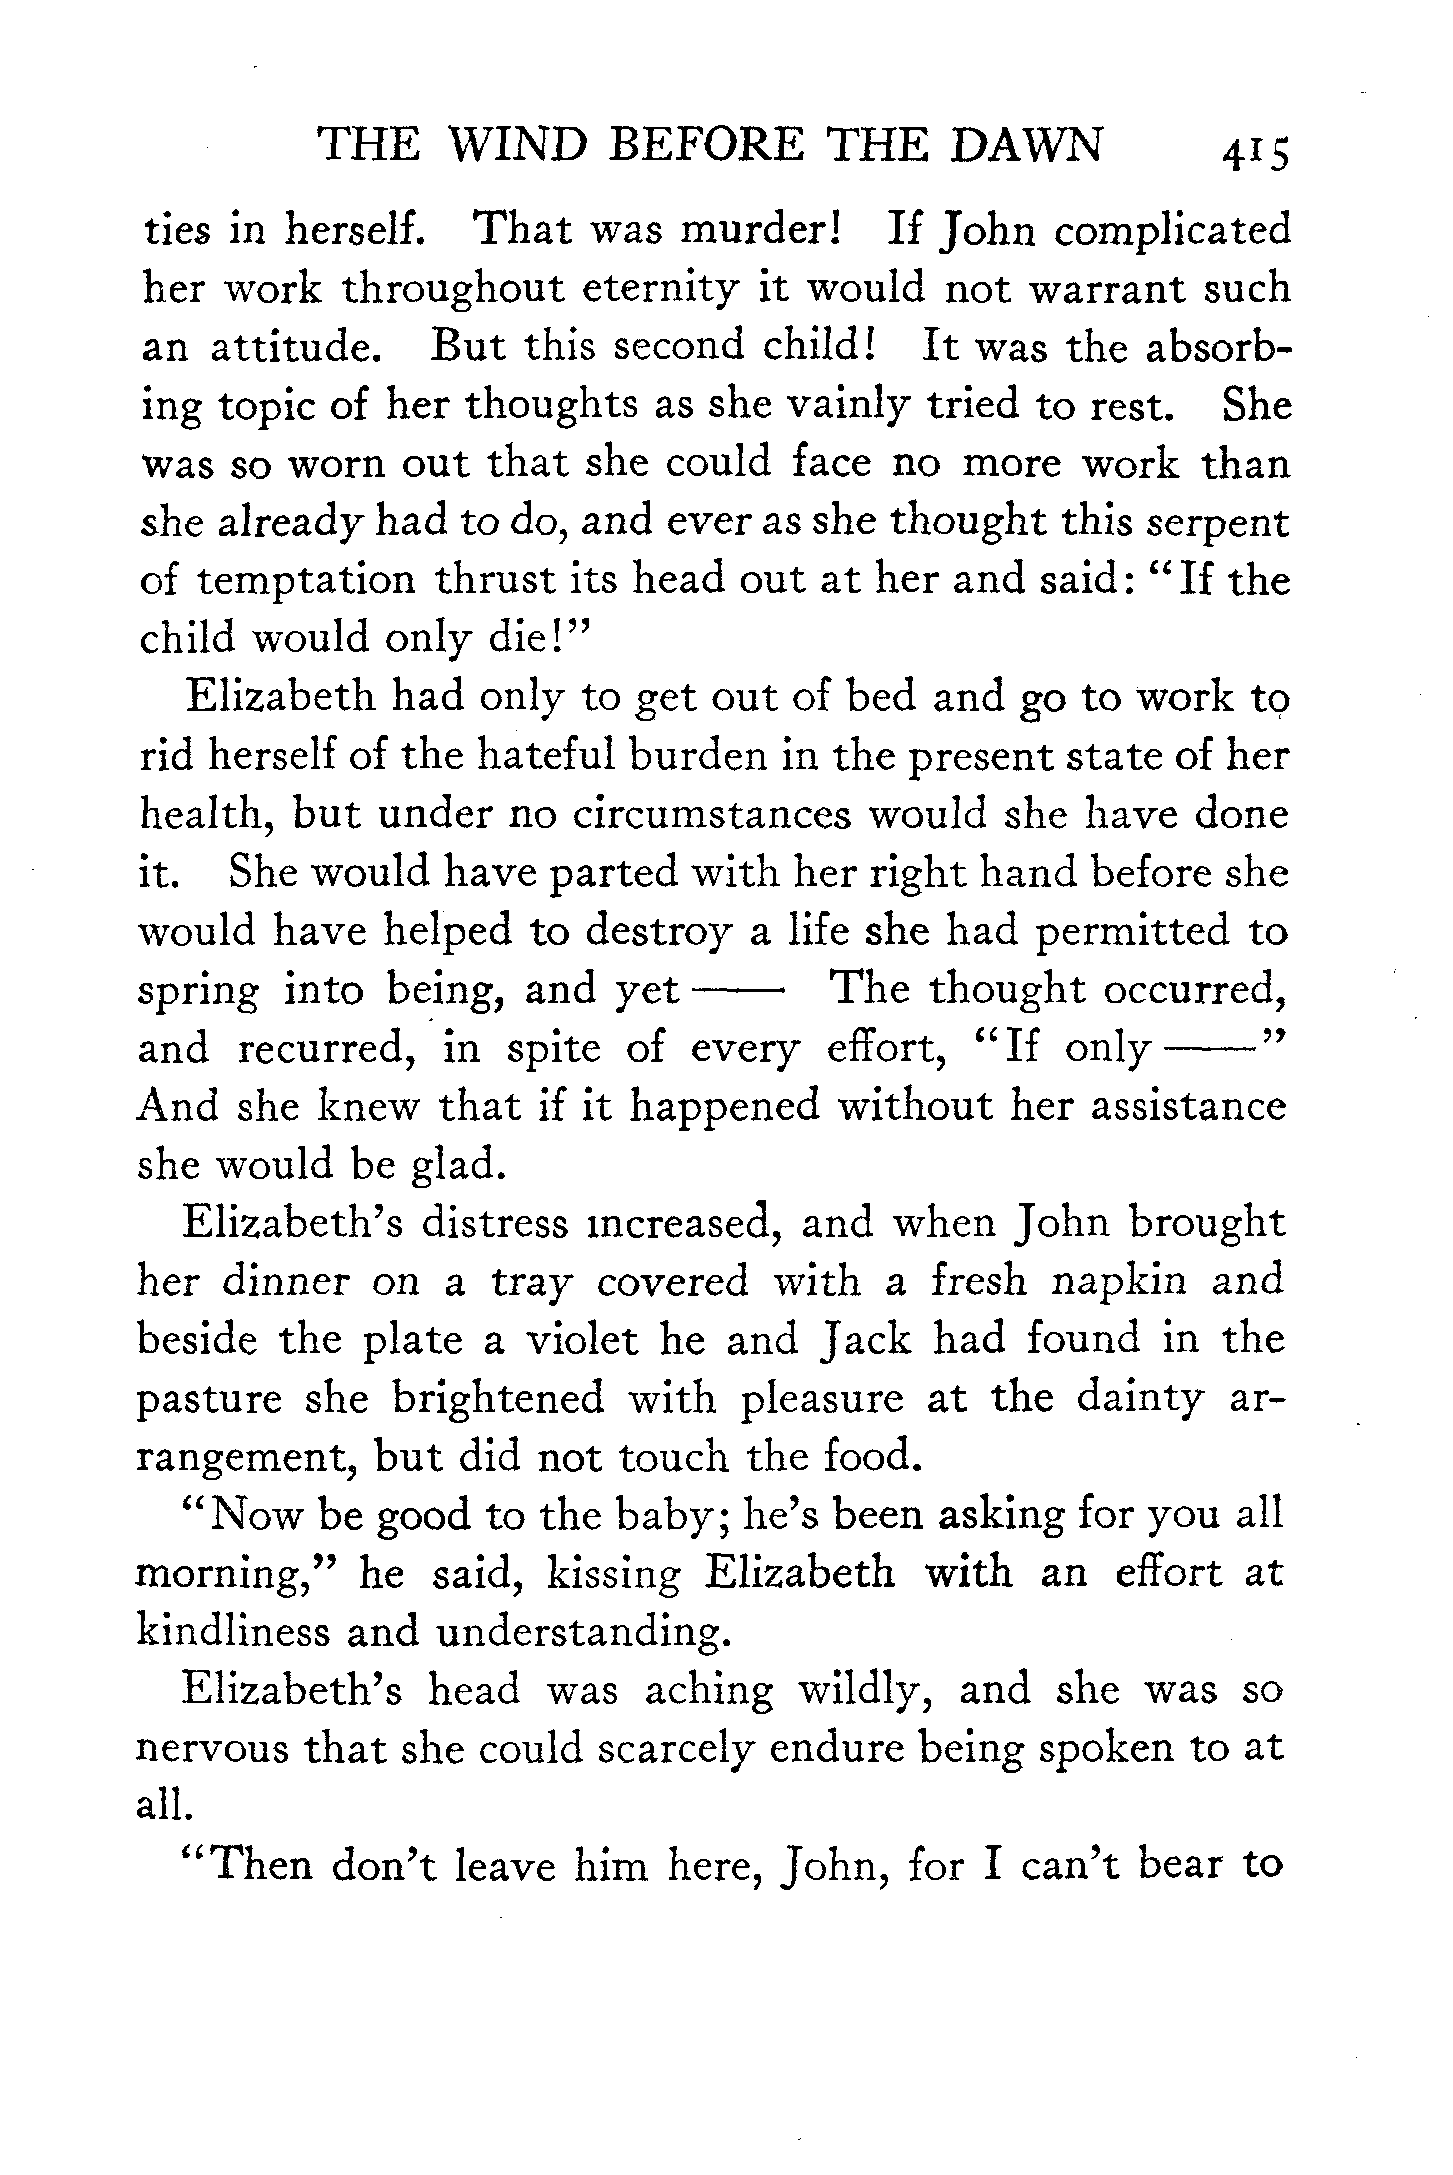 THE WIND BEFORE THE DAWN 415
ties in herself. That was murder! If John complicated
her work throughout eternity it would not warrant such
an attitude. But this second child! It was the absorb-
ing topic of her thoughts as she vainly tried to rest. She
was so worn out that she could face no more work than
she already had to do, and ever as she thought this serpent
of temptation thrust its head out at her and said: "If the
child would only die!"
Elizabeth had only to get out of bed and go to work to
rid herself of the hateful burden in the present state of her
health, but under no circumstances would she have done
it. She would have parted with her right hand before she
would have helped to destroy a life she had permitted to
spring into being, and yet —— The thought occurred,
and recurred, in spite of every effort, "If only ——"
And she knew that if it happened without her assistance
she would be glad.
Elizabeth's distress increased, and when John brought
her dinner on a tray covered with a fresh napkin and
beside the plate a violet he and Jack had found in the
pasture she brightened with pleasure at the dainty ar-
rangement, but did not touch the food.
"Now be good to the baby; he's been asking for you all
morning," he said, kissing Elizabeth with an effort at
kindliness and understanding.
Elizabeth's head was aching wildly, and she was so
nervous that she could scarcely endure being spoken to at
all.
"Then don't leave him here, John, for I can't bear to